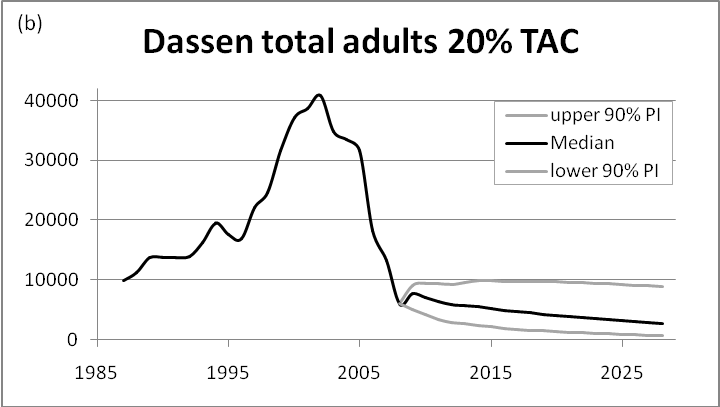 (b)
Dassen total adults 20% TAC
40000
30000
20000
10000
0
upper 90% PI
Median
lower 90% PI
1985 1995 2005 2015 2025